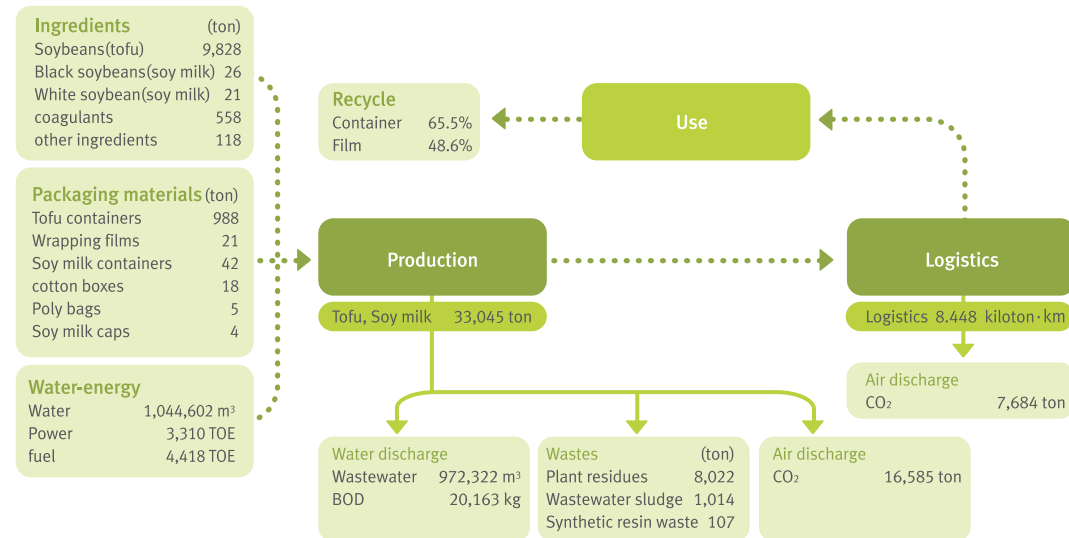 Ingredients (ton)
Soybeans(tofu) 9,828
Black soybeans(soy milk) 26
White soybean(soy milk) 21
coagulants 558
other ingredients 118
Packaging materials (ton)
Tofu containers 988
Wrapping films 21
Soy milk containers 42
cotton boxes 18
Poly bags 5
Soy milk caps 4
Water-energy
Water 1,044,602 m³
Power 3,310 TOE
fuel 4,418 TOE
Recycle
Container 65.5%
Film 48.6%
Use
Production
Tofu, Soy milk 33,045 ton
Logistics
Logistics 8.448 kiloton·km
Air discharge
CO₂ 7,684 ton
Water discharge
Wastewater 972,322 m³
BOD 20,163 kg
Wastes (ton)
Plant residues 8,022
Wastewater sludge 1,014
Synthetic resin waste 107
Air discharge
CO₂ 16,585 ton